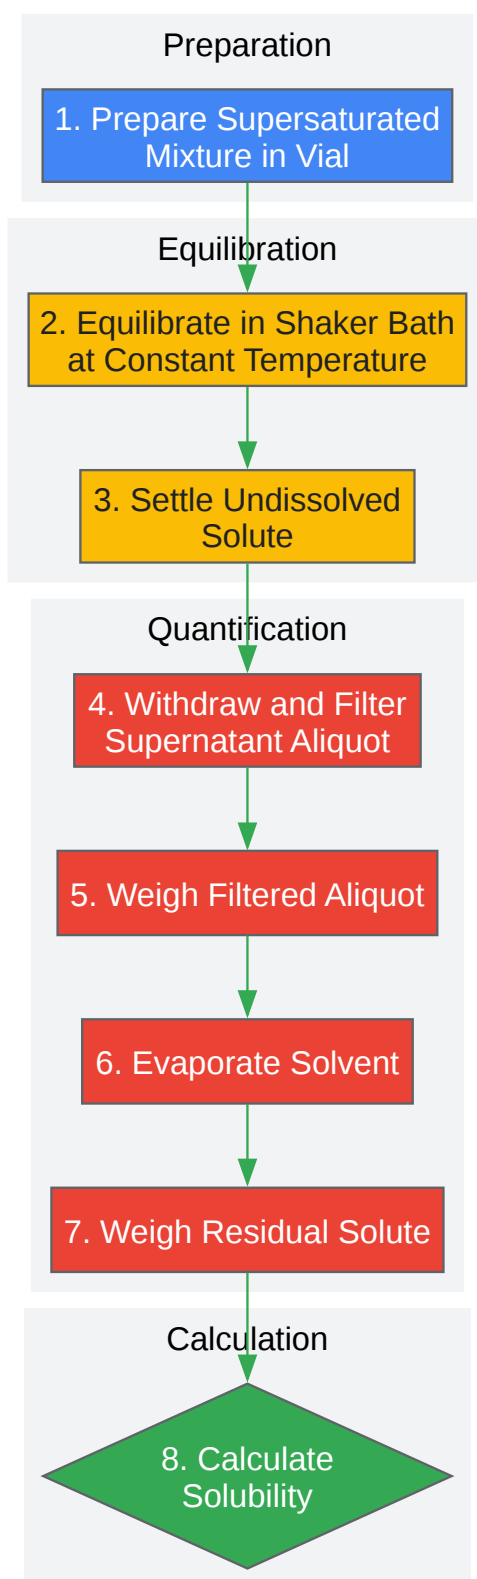 Preparation
1. Prepare Supersaturated
Mixture in Vial
Equilibration
2. Equilibrate in Shaker Bath
at Constant Temperature
3. Settle Undissolved
Solute
Quantification
4. Withdraw and Filter
Supernatant Aliquot
5. Weigh Filtered Aliquot
6. Evaporate Solvent
7. Weigh Residual Solute
Calculation
8. Calculate
Solubility